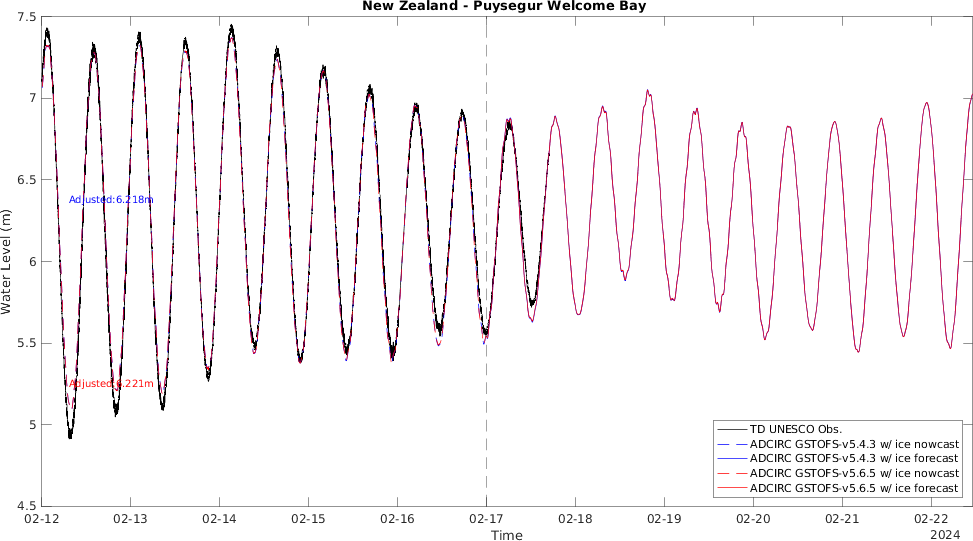 New Zealand - Puysegur Welcome Bay
7.5
7
6.5
6
5.5
5
4.5
Water Level (m)
Adjusted:6.218m
Adjusted:6.221m
TD UNESCO Obs.
ADCIRC GSTOFS-v5.4.3 w/ ice nowcast
ADCIRC GSTOFS-v5.4.3 w/ ice forecast
ADCIRC GSTOFS-v5.6.5 w/ ice nowcast
ADCIRC GSTOFS-v5.6.5 w/ ice forecast
02-12 02-13 02-14 02-15 02-16 02-17 02-18 02-19 02-20 02-21 02-22
Time
2024